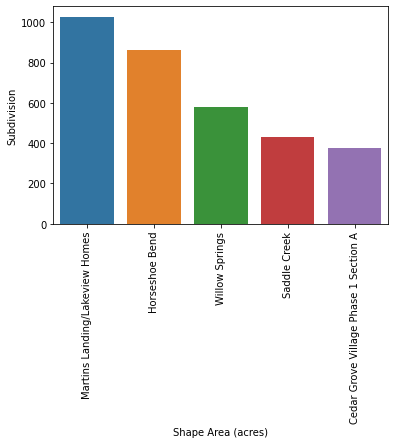 1000
800
600
400
200
0
Subdivision
Martins Landing/Lakeview Homes
Horseshoe Bend
Willow Springs
Saddle Creek
Cedar Grove Village Phase 1 Section A
Shape Area (acres)